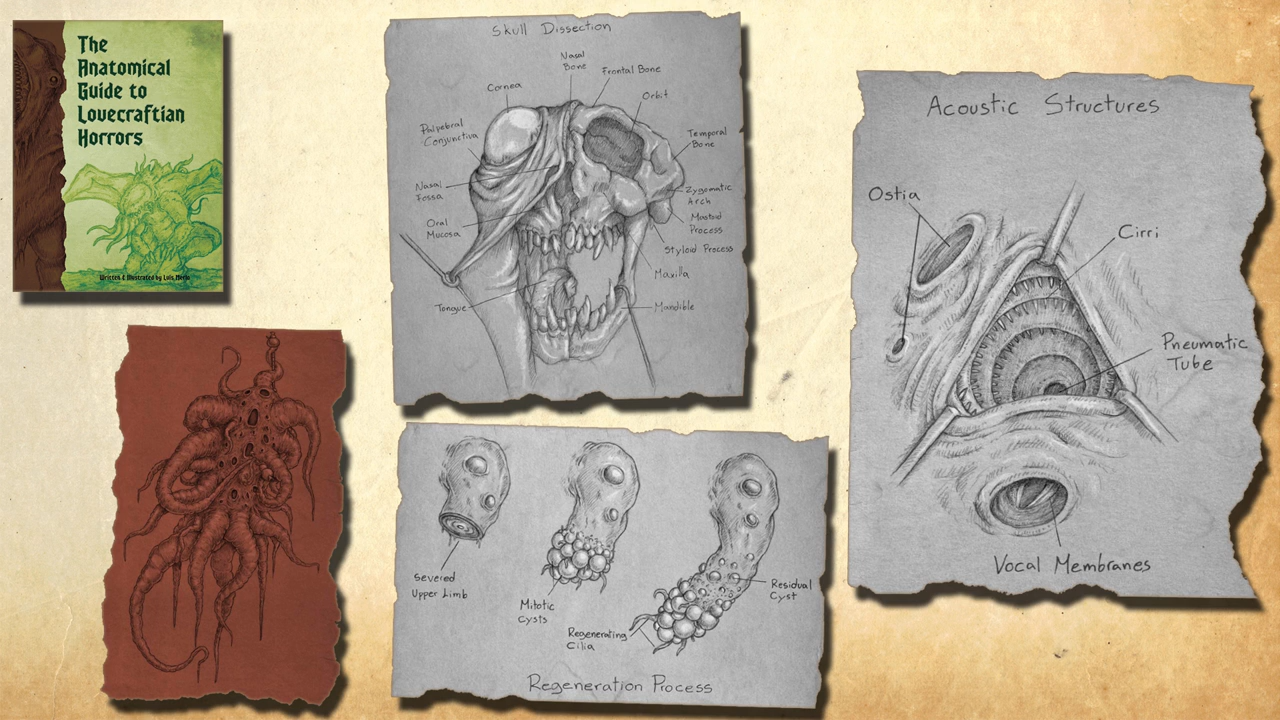 The
Anatomical
Guide to
Lovecraftian
Horrors
Written & Illustrated by Luis Merlo
Skull Dissection
Nasal
Bone
Frontal Bone
Cornea
Orbit
Palpebral
Conjunctiva
Temporal
Bone
Nasal
Fossa
Zygomatic
Arch
Oral
Mucosa
Mastoid
Process
Styloid Process
Maxilla
Tongue
Mandible
Severed
Upper Limb
Mitotic
Cysts
Residual
Cyst
Regenerating
Cilia
Regeneration Process
Acoustic Structures
Ostia
Cirri
Pneumatic
Tube
Vocal Membranes